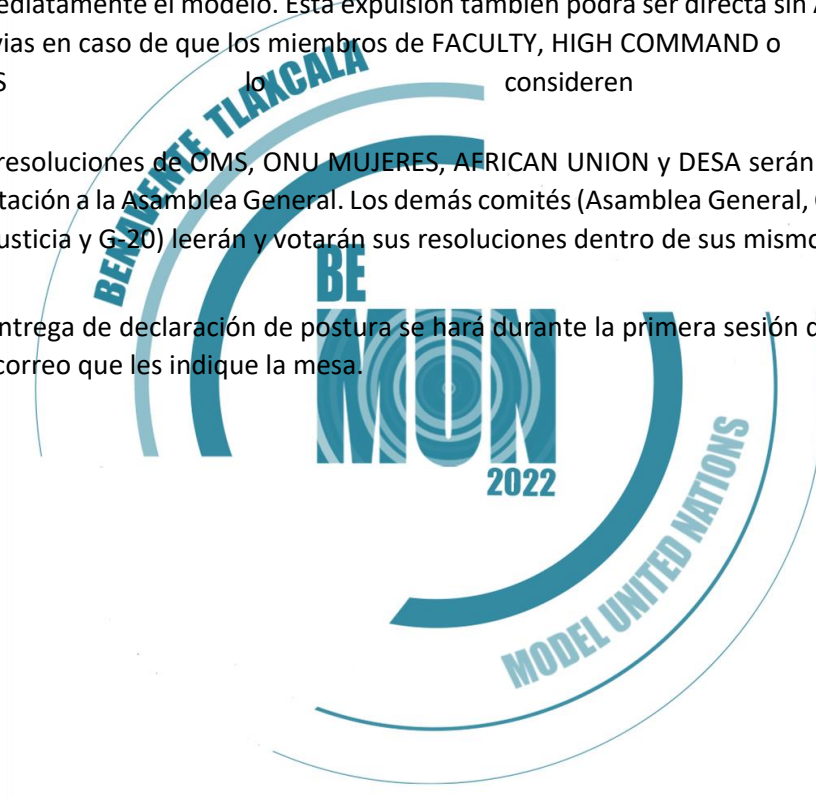 ediatamente el modelo. Esta expulsión también podrá ser directa sin A
vias en caso de que los miembros de FACULTY, HIGH COMMAND o
S lo consideren
resoluciones de OMS, ONU MUJERES, AFRICAN UNION y DESA serán
tación a la Asamblea General. Los demás comités (Asamblea General, C
usticia y G-20) leerán y votarán sus resoluciones dentro de sus mismo
ntrega de declaración de postura se hará durante la primera sesión d
correo que les indique la mesa.
BENAVENTE TLAXCALA
BE
MUN
2022
MODEL UNITED NATIONS